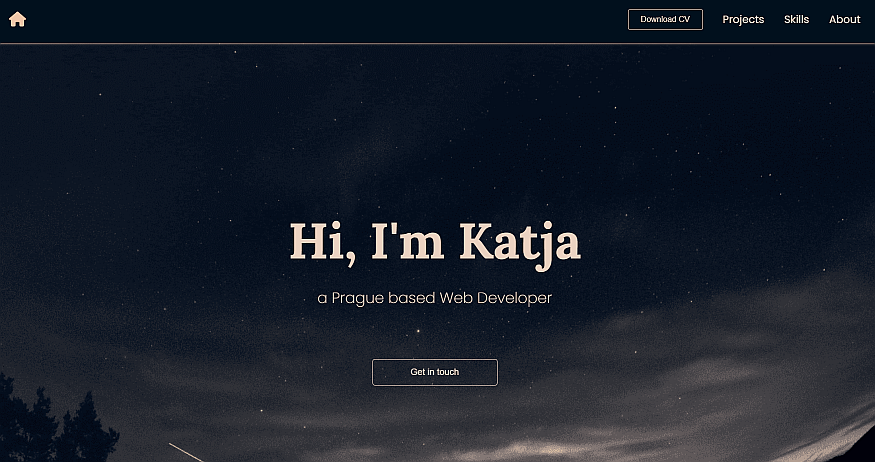 Download CV
Projects
Skills
About
Hi, I'm Katja
a Prague based Web Developer
Get in touch